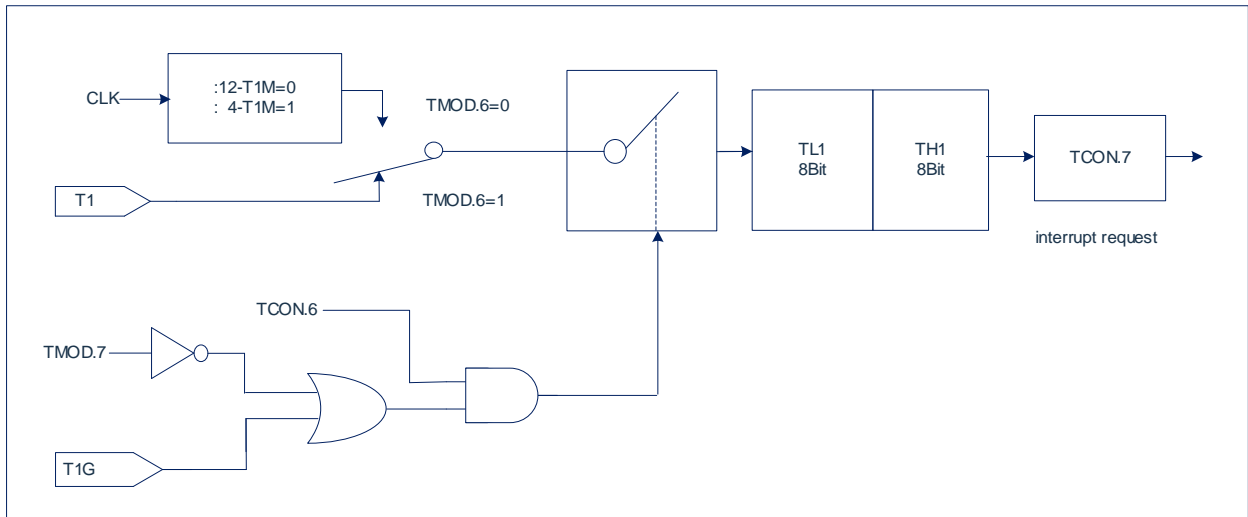 :12-T1M=0
CLK
: 4-T1M=1
TMOD.6=0
TL1
8Bit
TH1
8Bit
TCON.7
T1
TMOD.6=1
interrupt request
TCON.6
TMOD.7
T1G